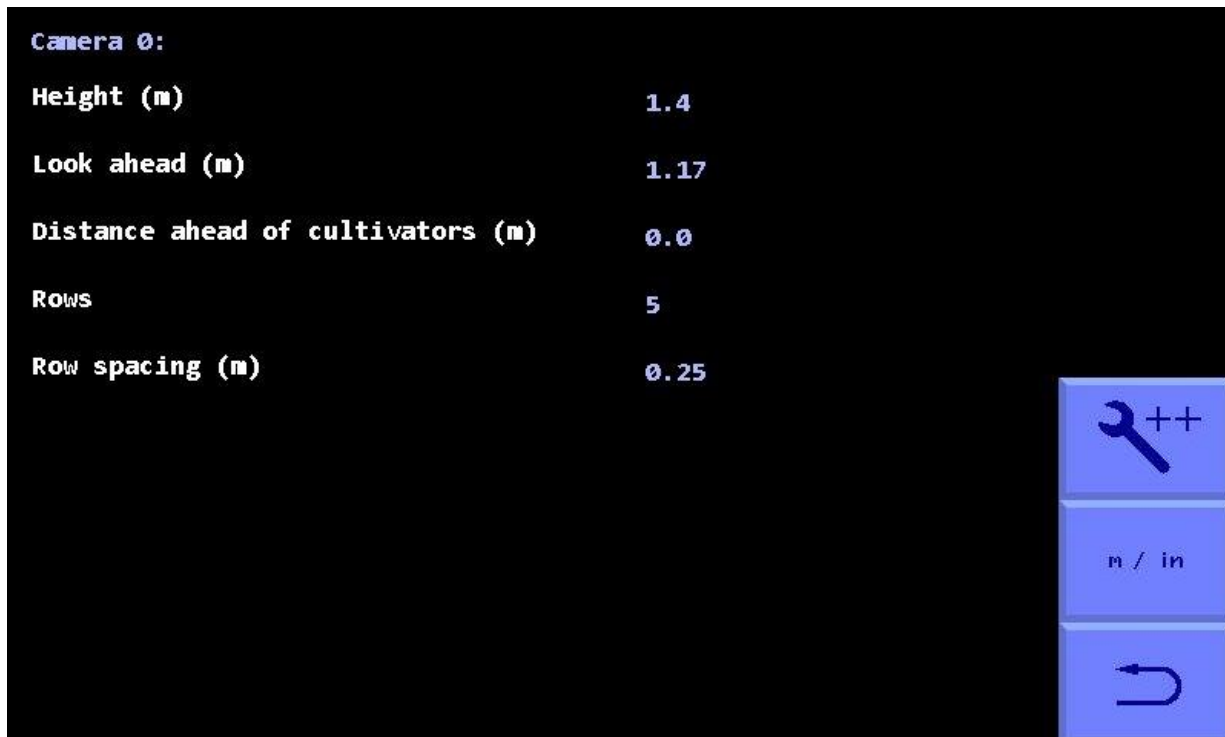 Camera 0:
Height (m) 1.4
Look ahead (m) 1.17
Distance ahead of cultivators (m) 0.0
Rows 5
Row spacing (m) 0.25
++
m / in